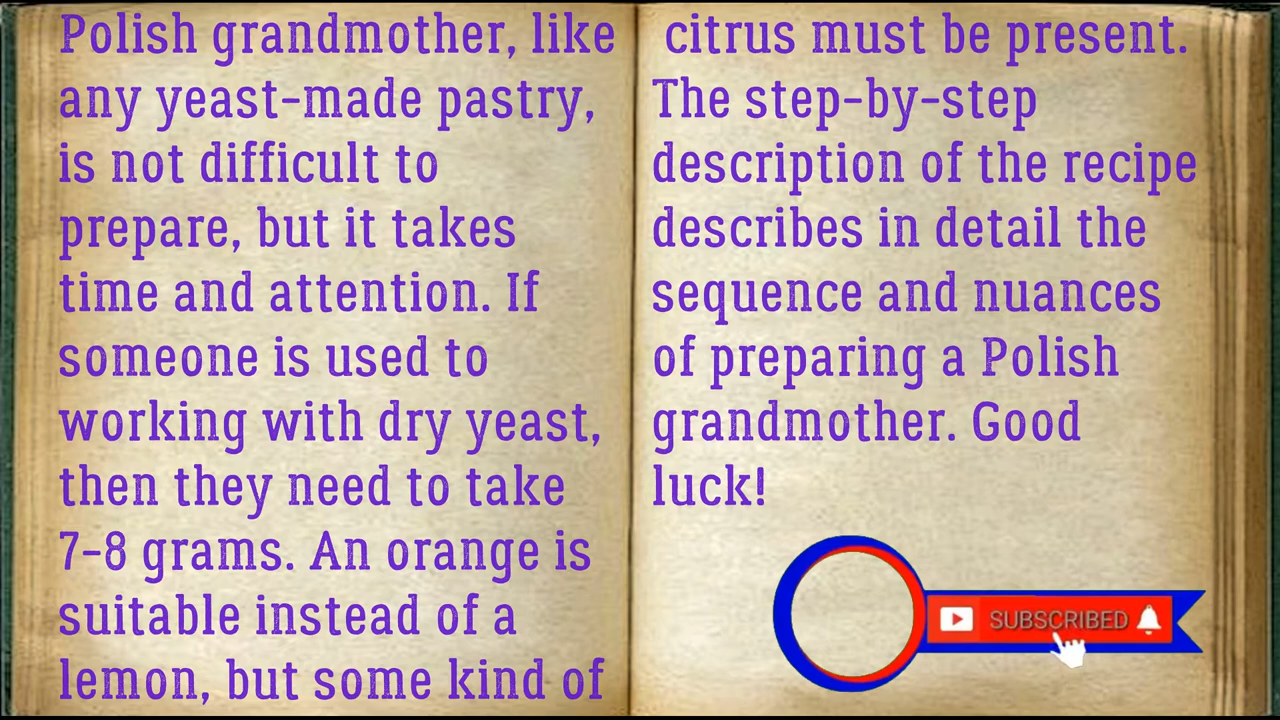 Polish grandmother, like
any yeast-made pastry,
is not difficult to
prepare, but it takes
time and attention. If
someone is used to
working with dry yeast,
then they need to take
7-8 grams. An orange is
suitable instead of a
lemon, but some kind of
citrus must be present.
The step-by-step
description of the recipe
describes in detail the
sequence and nuances
of preparing a Polish
grandmother. Good
luck!
SUBSCRIBED